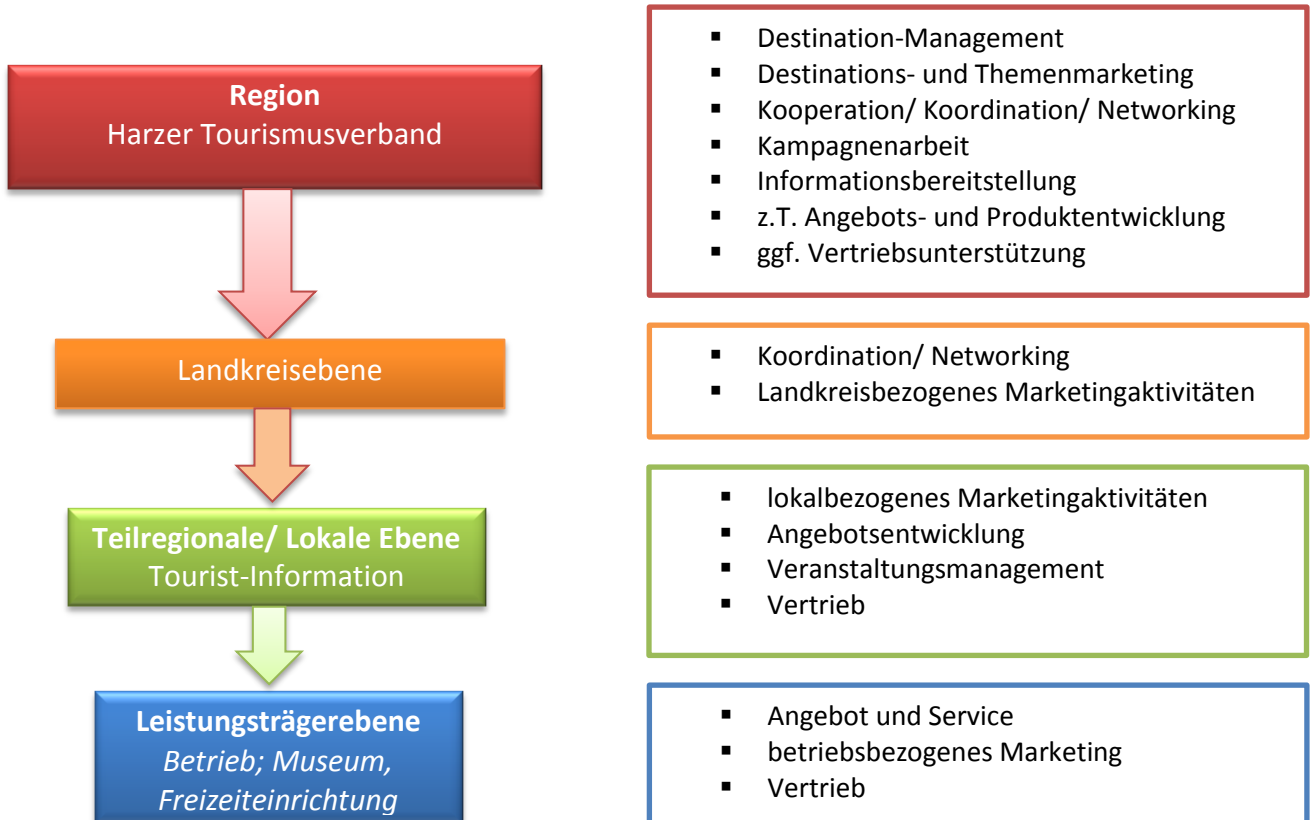 Region
Harzer Tourismusverband
▪ Destination-Management
▪ Destinations- und Themenmarketing
▪ Kooperation/ Koordination/ Networking
▪ Kampagnenarbeit
▪ Informationsbereitstellung
▪ z.T. Angebots- und Produktentwicklung
▪ ggf. Vertriebsunterstützung
Landkreisebene
▪ Koordination/ Networking
▪ Landkreisbezogenes Marketingaktivitäten
Teilregionale/ Lokale Ebene
Tourist-Information
▪ lokalbezogenes Marketingaktivitäten
▪ Angebotsentwicklung
▪ Veranstaltungsmanagement
▪ Vertrieb
Leistungsträgerebene
Betrieb; Museum,
Freizeiteinrichtung
▪ Angebot und Service
▪ betriebsbezogenes Marketing
▪ Vertrieb